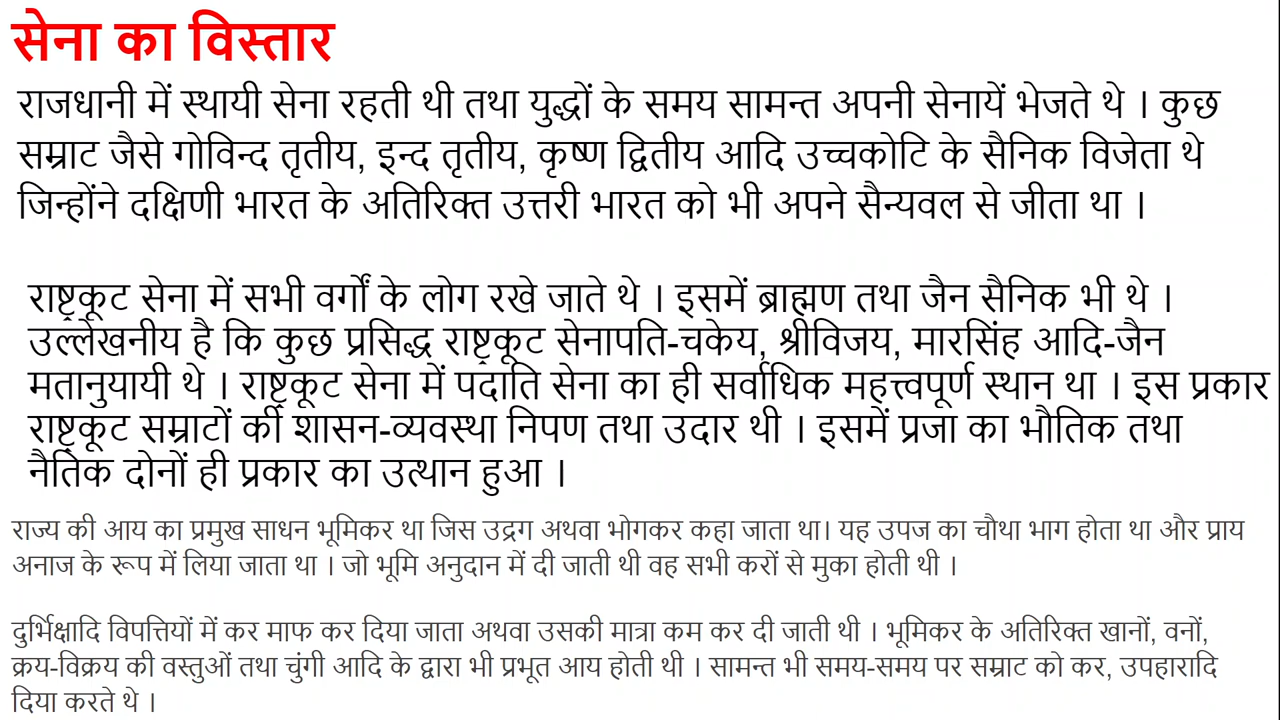 सेना का विस्तार
राजधानी में स्थायी सेना रहती थी तथा युद्धों के समय सामन्त अपनी सेनायें भेजते थे । कुछ
सम्राट जैसे गोविन्द तृतीय, इन्द तृतीय, कृष्ण द्वितीय आदि उच्चकोटि के सैनिक विजेता थे
जिन्होंने दक्षिणी भारत के अतिरिक्त उत्तरी भारत को भी अपने सैन्यवल से जीता था ।
राष्ट्रकूट सेना में सभी वर्गों के लोग रखे जाते थे । इसमें ब्राह्मण तथा जैन सैनिक भी थे ।
उल्लेखनीय है कि कुछ प्रसिद्ध राष्ट्रकूट सेनापति-चकेय, श्रीविजय, मारसिंह आदि-जैन
मतानुयायी थे । राष्ट्रकूट सेना में पदाति सेना का ही सर्वाधिक महत्त्वपूर्ण स्थान था । इस प्रकार
राष्ट्रकूट सम्राटों की शासन-व्यवस्था निपण तथा उदार थी । इसमें प्रजा का भौतिक तथा
नैतिक दोनों ही प्रकार का उत्थान हुआ ।
राज्य की आय का प्रमुख साधन भूमिकर था जिस उद्रग अथवा भोगकर कहा जाता था। यह उपज का चौथा भाग होता था और प्राय
अनाज के रूप में लिया जाता था । जो भूमि अनुदान में दी जाती थी वह सभी करों से मुका होती थी ।
दुर्भिक्षादि विपत्तियों में कर माफ कर दिया जाता अथवा उसकी मात्रा कम कर दी जाती थी । भूमिकर के अतिरिक्त खानों, वनों,
क्रय-विक्रय की वस्तुओं तथा चुंगी आदि के द्वारा भी प्रभूत आय होती थी । सामन्त भी समय-समय पर सम्राट को कर, उपहारादि
दिया करते थे ।